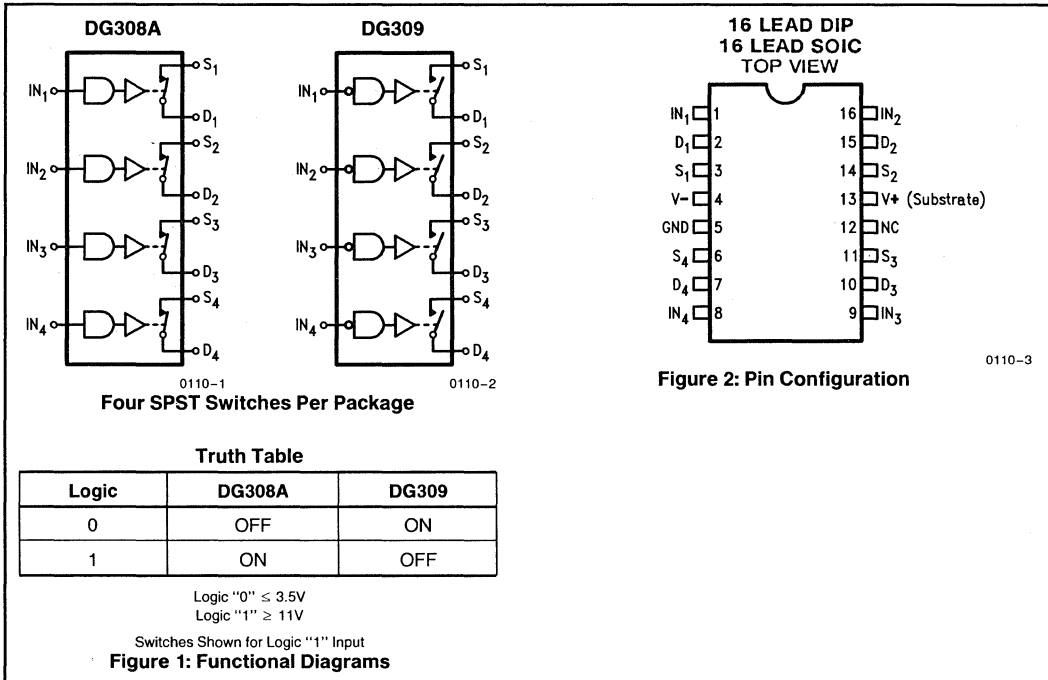 DG308A
DG309
IN1
S1
D1
IN2
S2
D2
IN3
S3
D3
IN4
S4
D4
0110–1
IN1
S1
D1
IN2
S2
D2
IN3
S3
D3
IN4
S4
D4
0110–2
Four SPST Switches Per Package
16 LEAD DIP
16 LEAD SOIC
TOP VIEW
IN1 1 16 IN2
D1 2 15 D2
S1 3 14 S2
V− 4 13 V+ (Substrate)
GND 5 12 NC
S4 6 11 S3
D4 7 10 D3
IN4 8 9 IN3
0110–3
Figure 2: Pin Configuration
Truth Table
Logic DG308A DG309
0 OFF ON
1 ON OFF
Logic "0" ≤ 3.5V
Logic "1" ≥ 11V
Switches Shown for Logic "1" Input
Figure 1: Functional Diagrams